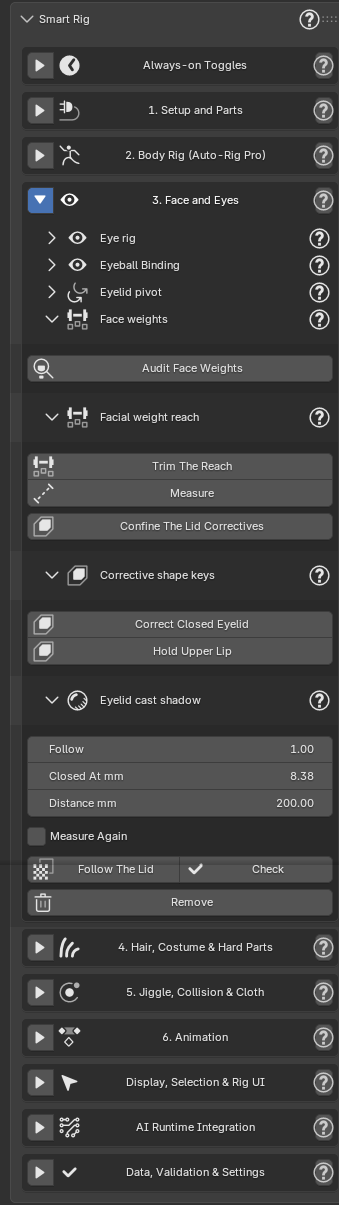 Smart Rig
Always-on Toggles
1. Setup and Parts
2. Body Rig (Auto-Rig Pro)
3. Face and Eyes
Eye rig
Eyeball Binding
Eyelid pivot
Face weights
Audit Face Weights
Facial weight reach
Trim The Reach
Measure
Confine The Lid Correctives
Corrective shape keys
Correct Closed Eyelid
Hold Upper Lip
Eyelid cast shadow
Follow 1.00
Closed At mm 8.38
Distance mm 200.00
Measure Again
Follow The Lid Check
Remove
4. Hair, Costume & Hard Parts
5. Jiggle, Collision & Cloth
6. Animation
Display, Selection & Rig UI
AI Runtime Integration
Data, Validation & Settings